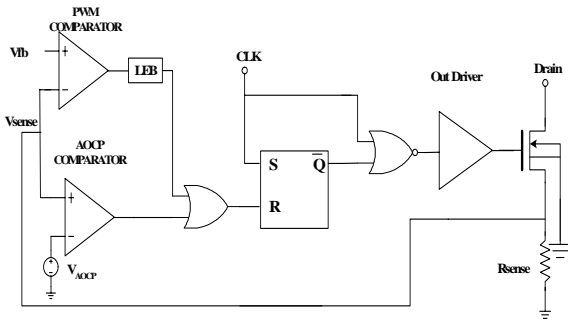 PWM
COMPARATOR
Vfb
+
−
LEB
CLK
Out Driver
Drain
Vsense
AOCP
COMPARATOR
+
−
S
Q
R
+
−
VAOCP
Rsense